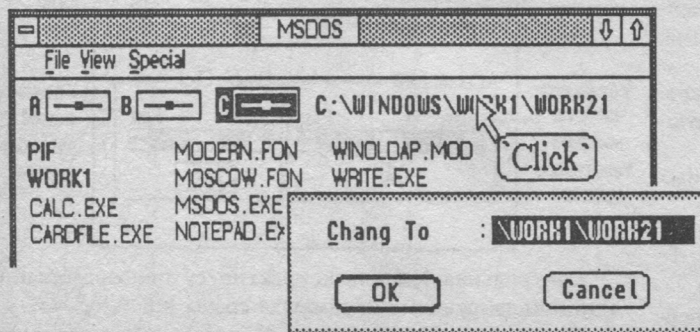 MSDOS
File View Special
A B C C:\WINDOWS\WORK1\WORK21
PIF MODERN.FON WINOLDAP.MOD `Click`
WORK1 MOSCOW.FON WRITE.EXE
CALC.EXE MSDOS.EXE
CARDFILE.EXE NOTEPAD.EX
Chang To : \WORK1\WORK21
OK Cancel